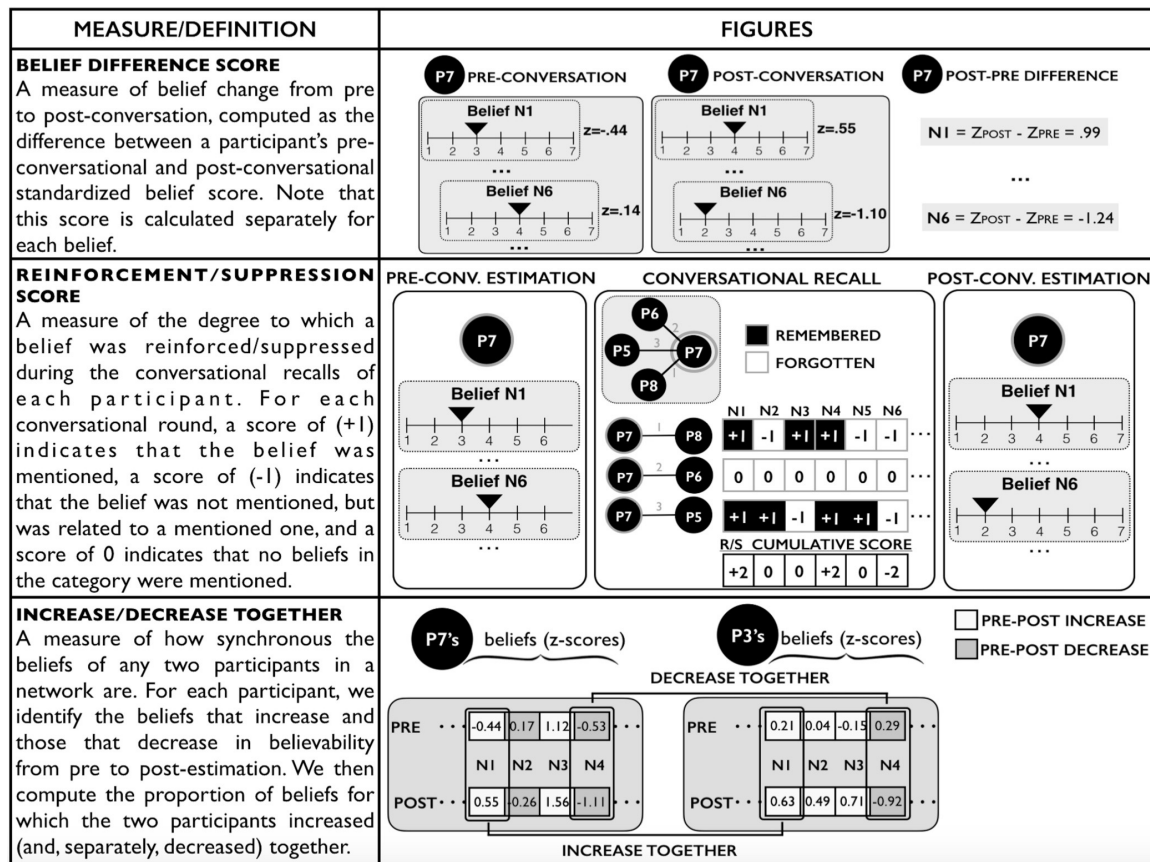 MEASURE/DEFINITION
FIGURES
BELIEF DIFFERENCE SCORE
A measure of belief change from pre
to post-conversation, computed as the
difference between a participant's pre-
conversational and post-conversational
standardized belief score. Note that
this score is calculated separately for
each belief.
P7 PRE-CONVERSATION
Belief N1
1 2 3 4 5 6 7
z=-.44
...
Belief N6
1 2 3 4 5 6 7
z=.14
...
P7 POST-CONVERSATION
Belief N1
1 2 3 4 5 6 7
z=.55
...
Belief N6
1 2 3 4 5 6 7
z=-1.10
...
P7 POST-PRE DIFFERENCE
N1 = ZPOST - ZPRE = .99
...
N6 = ZPOST - ZPRE = -1.24
REINFORCEMENT/SUPPRESSION
SCORE
A measure of the degree to which a
belief was reinforced/suppressed
during the conversational recalls of
each participant. For each
conversational round, a score of (+1)
indicates that the belief was
mentioned, a score of (-1) indicates
that the belief was not mentioned, but
was related to a mentioned one, and a
score of 0 indicates that no beliefs in
the category were mentioned.
PRE-CONV. ESTIMATION
P7
Belief N1
1 2 3 4 5 6
...
Belief N6
1 2 3 4 5 6
...
CONVERSATIONAL RECALL
P6
2
P5 3 P7
1
P8
REMEMBERED
FORGOTTEN
N1 N2 N3 N4 N5 N6
P7 1 P8 +1 -1 +1 +1 -1 -1 ...
P7 2 P6 0 0 0 0 0 0
P7 3 P5 +1 +1 -1 +1 +1 -1 ...
R/S CUMULATIVE SCORE
+2 0 0 +2 0 -2
POST-CONV. ESTIMATION
P7
Belief N1
1 2 3 4 5 6 7
...
Belief N6
1 2 3 4 5 6 7
...
INCREASE/DECREASE TOGETHER
A measure of how synchronous the
beliefs of any two participants in a
network are. For each participant, we
identify the beliefs that increase and
those that decrease in believability
from pre to post-estimation. We then
compute the proportion of beliefs for
which the two participants increased
(and, separately, decreased) together.
P7's beliefs (z-scores)
P3's beliefs (z-scores)
PRE-POST INCREASE
PRE-POST DECREASE
DECREASE TOGETHER
PRE ... -0.44 0.17 1.12 -0.53 ...
N1 N2 N3 N4
POST ... 0.55 -0.26 1.56 -1.11 ...
PRE ... 0.21 0.04 -0.15 0.29 ...
N1 N2 N3 N4
POST ... 0.63 0.49 0.71 -0.92 ...
INCREASE TOGETHER